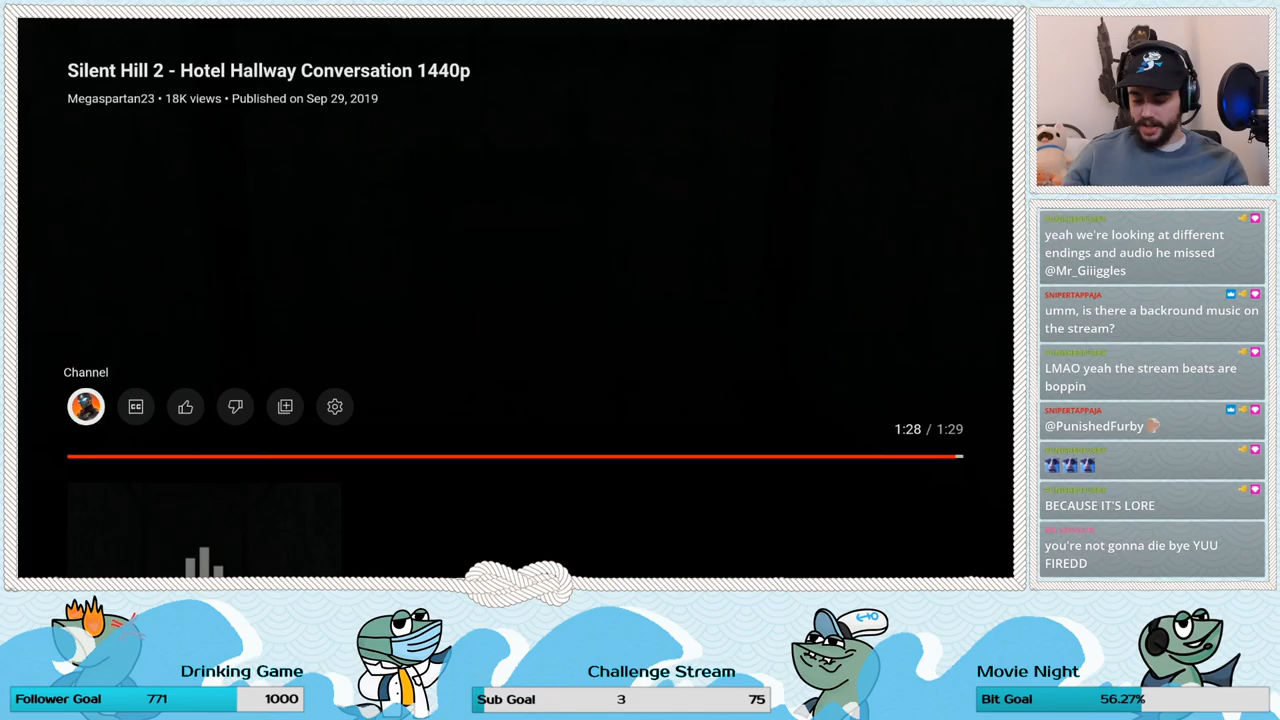 Silent Hill 2 - Hotel Hallway Conversation 1440p
Megaspartan23 • 18K views • Published on Sep 29, 2019
Channel
CC
1:28 / 1:29
yeah we're looking at different
endings and audio he missed
@Mr_Giiiggles
SNIPERTAPPAJA
umm, is there a backround music on
the stream?
LMAO yeah the stream beats are
boppin
SNIPERTAPPAJA
@PunishedFurby
BECAUSE IT'S LORE
you're not gonna die bye YUU
FIREDD
Drinking Game
Follower Goal 771 1000
Challenge Stream
Sub Goal 3 75
Movie Night
Bit Goal 56.27%